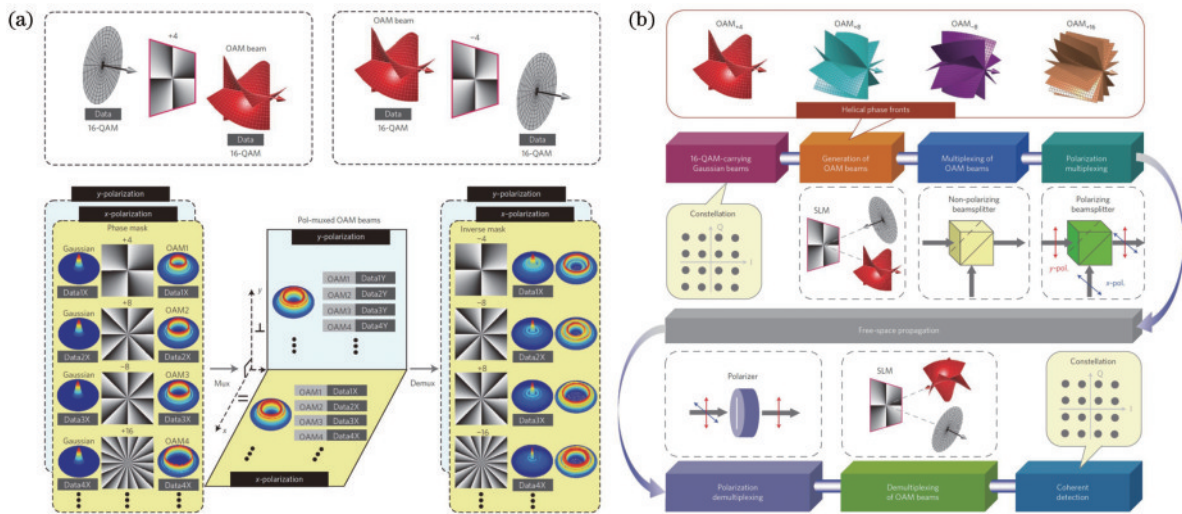 (a)
+4
OAM beam
Data
16-QAM
Data
16-QAM
OAM beam
−4
Data
16-QAM
Data
16-QAM
y-polarization
x-polarization
Phase mask
Gaussian
+4
OAM1
Data1X
Data1X
Gaussian
+8
OAM2
Data2X
Data2X
Gaussian
−8
OAM3
Data3X
Data3X
Gaussian
+16
OAM4
Data4X
Data4X
Mux
Pol-muxed OAM beams
y-polarization
OAM1 Data1Y
OAM2 Data2Y
OAM3 Data3Y
OAM4 Data4Y
y
x
OAM1 Data1X
OAM2 Data2X
OAM3 Data3X
OAM4 Data4X
x-polarization
Demux
y-polarization
x-polarization
Inverse mask
−4
Data1X
−8
Data2X
+8
Data3X
−16
Data4X
(b)
OAM+4
OAM+8
OAM−8
OAM+16
Helical phase fronts
16-QAM-carrying
Gaussian beams
Generation of
OAM beams
Multiplexing of
OAM beams
Polarization
multiplexing
Constellation
Q
I
SLM
Non-polarizing
beamsplitter
Polarizing
beamsplitter
y-pol.
x-pol.
Free-space propagation
Polarizer
SLM
Constellation
Q
I
Polarization
demultiplexing
Demultiplexing
of OAM beams
Coherent
detection